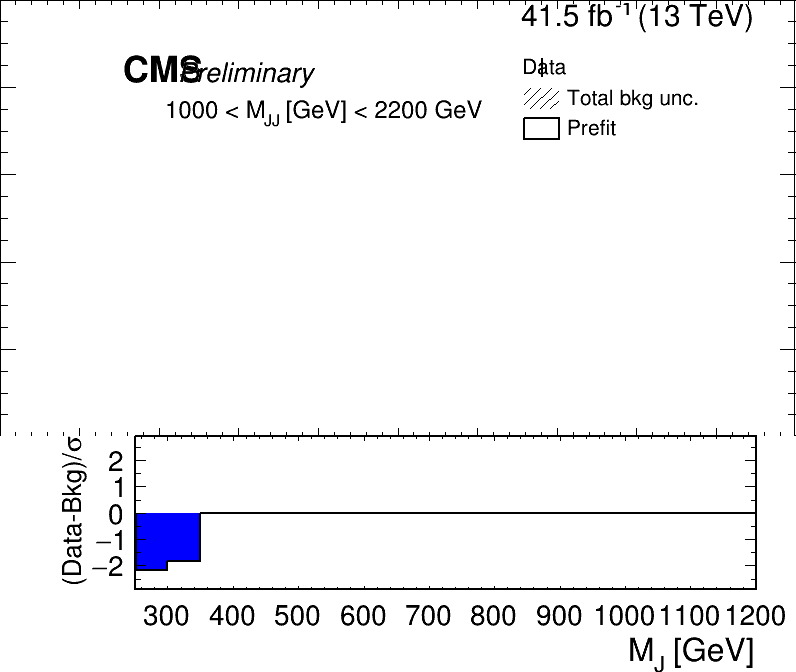 41.5 fb⁻¹ (13 TeV)
CMS Preliminary
Data
1000 < M_JJ [GeV] < 2200 GeV
Total bkg unc.
Prefit
(Data-Bkg)/σ
2
1
0
−1
−2
300 400 500 600 700 800 900 1000 1100 1200
M_J [GeV]